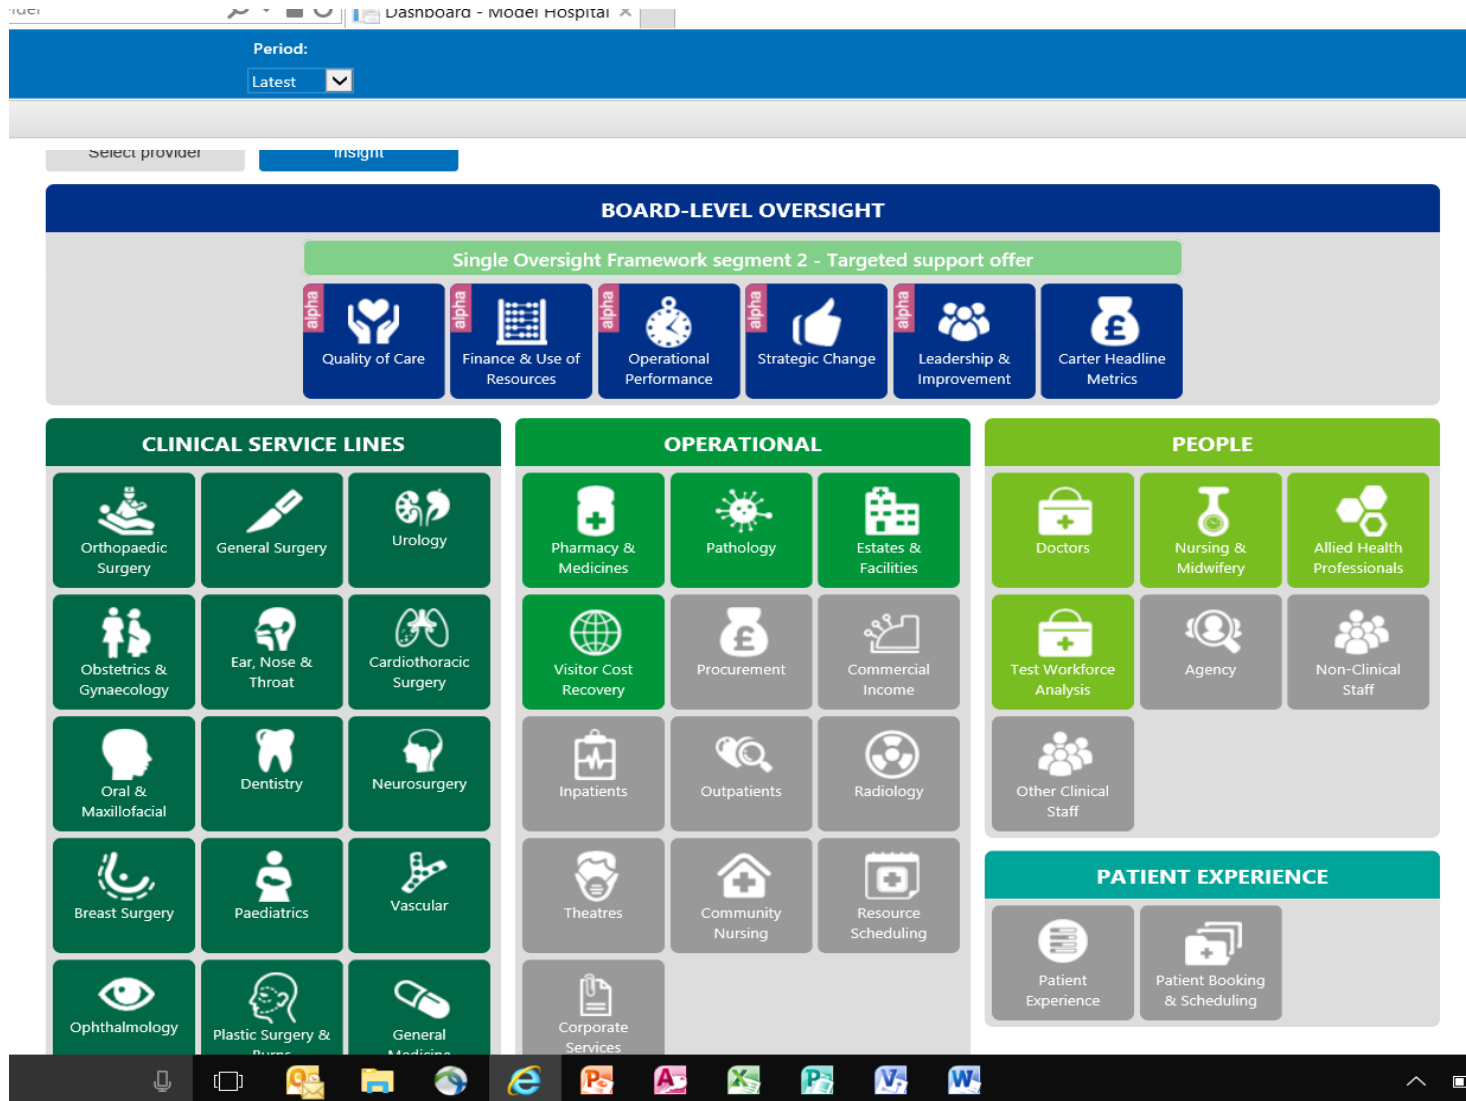 Dashboard - Model Hospital
Period:
Latest
Select provider
Insight
BOARD-LEVEL OVERSIGHT
Single Oversight Framework segment 2 - Targeted support offer
alpha
Quality of Care
alpha
Finance & Use of
Resources
alpha
Operational
Performance
alpha
Strategic Change
alpha
Leadership &
Improvement
Carter Headline
Metrics
CLINICAL SERVICE LINES
Orthopaedic
Surgery
General Surgery
Urology
Obstetrics &
Gynaecology
Ear, Nose &
Throat
Cardiothoracic
Surgery
Oral &
Maxillofacial
Dentistry
Neurosurgery
Breast Surgery
Paediatrics
Vascular
Ophthalmology
Plastic Surgery &
Burns
General
Medicine
OPERATIONAL
Pharmacy &
Medicines
Pathology
Estates &
Facilities
Visitor Cost
Recovery
Procurement
Commercial
Income
Inpatients
Outpatients
Radiology
Theatres
Community
Nursing
Resource
Scheduling
Corporate
Services
PEOPLE
Doctors
Nursing &
Midwifery
Allied Health
Professionals
Test Workforce
Analysis
Agency
Non-Clinical
Staff
Other Clinical
Staff
PATIENT EXPERIENCE
Patient
Experience
Patient Booking
& Scheduling